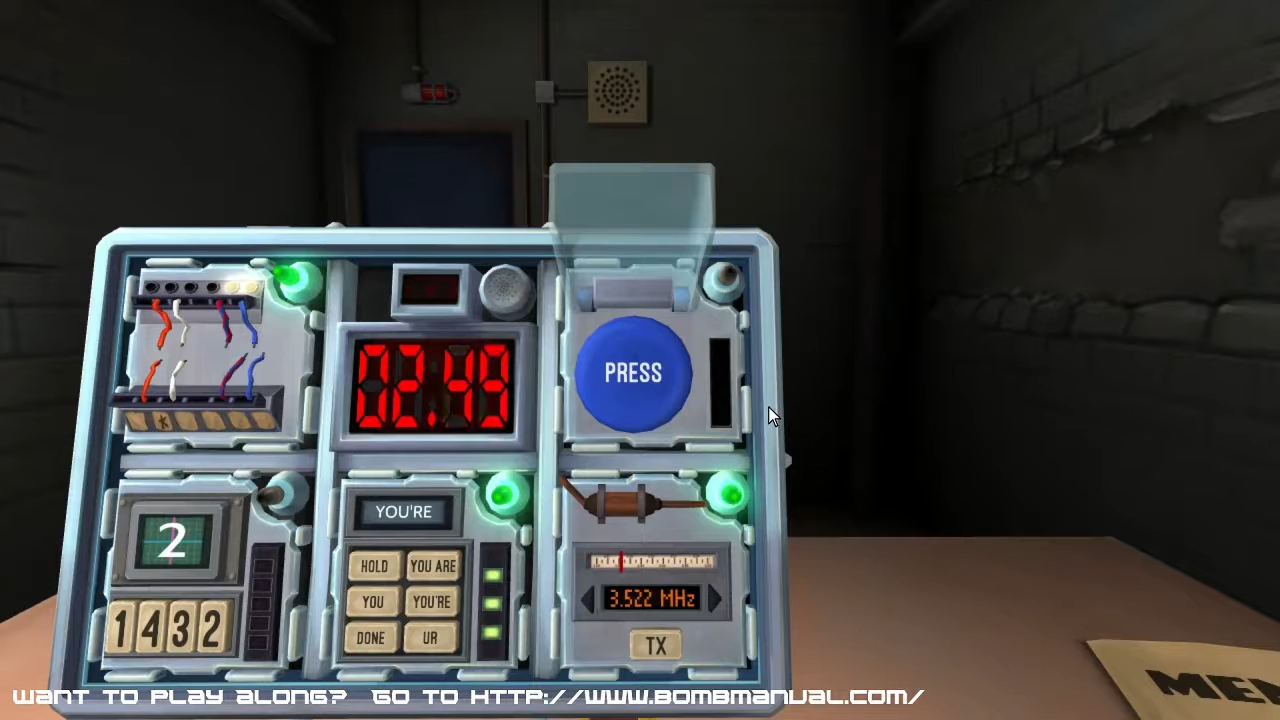 02:48
PRESS
2
1 4 3 2
YOU'RE
HOLD YOU ARE
YOU YOU'RE
DONE UR
3.522 MHz
TX
WANT TO PLAY ALONG? GO TO HTTP://WWW.BOMBMANUAL.COM/